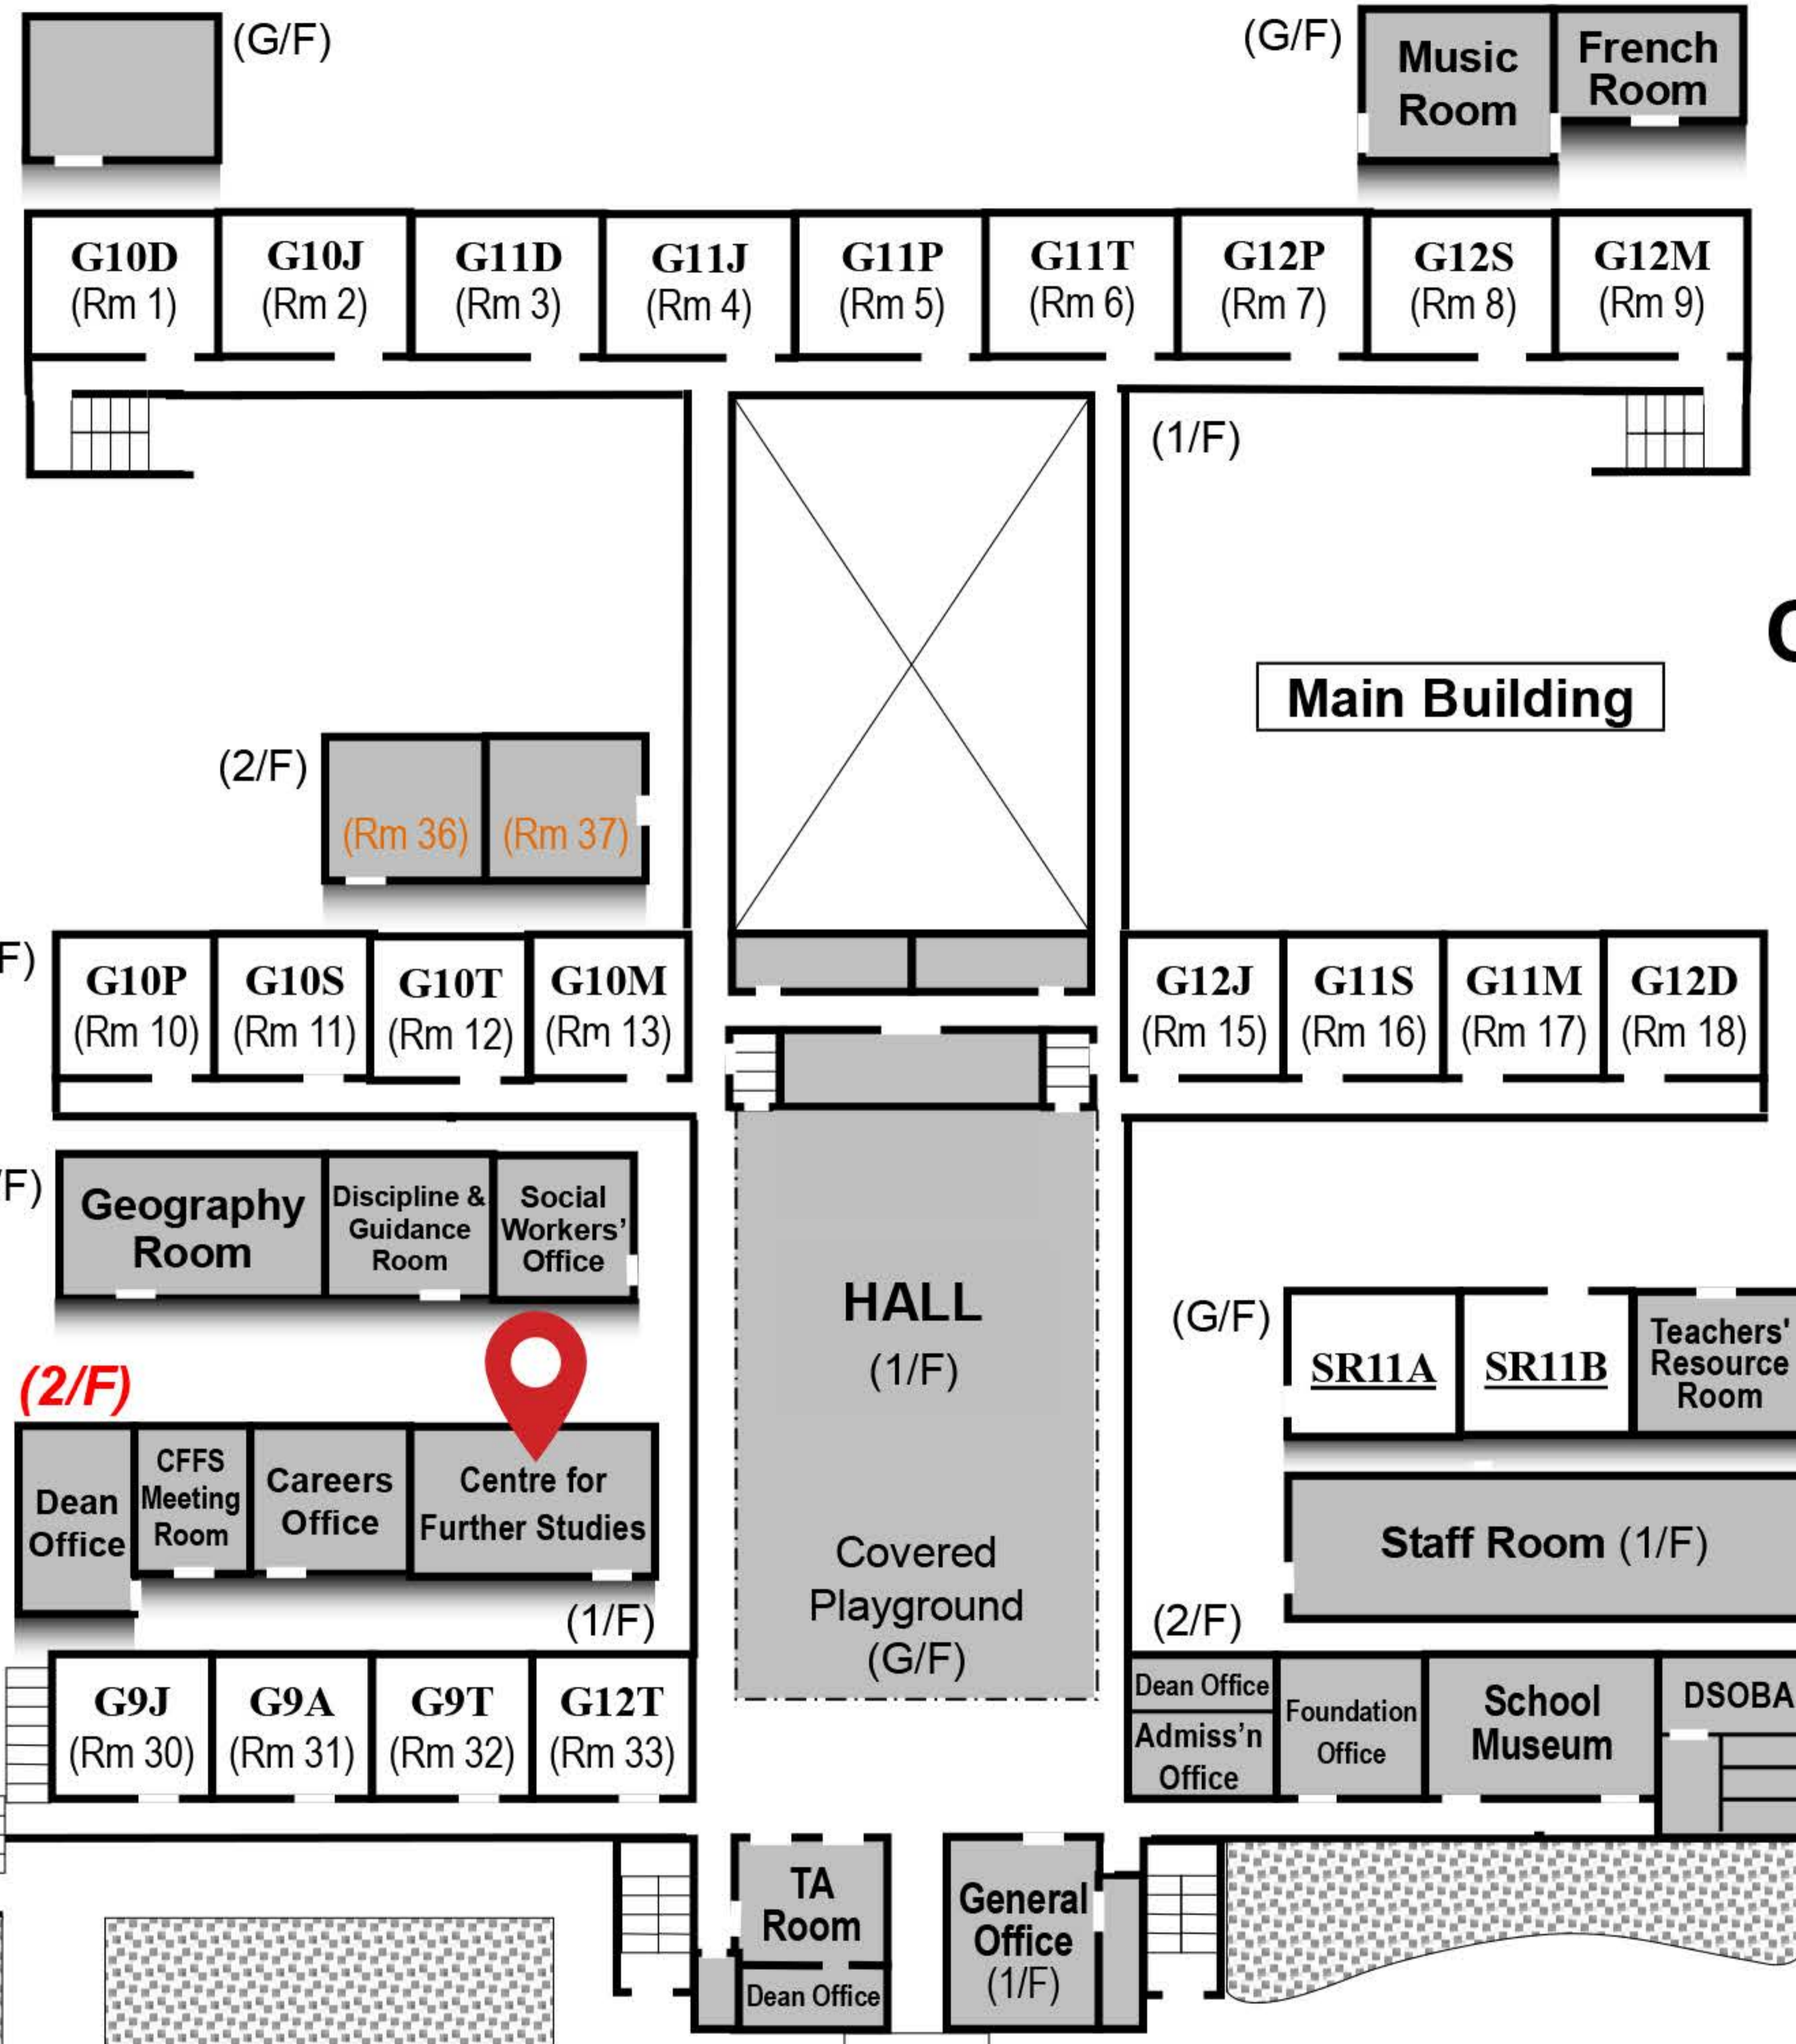 (G/F)
(G/F)
Music
Room
French
Room
G10D
(Rm 1)
G10J
(Rm 2)
G11D
(Rm 3)
G11J
(Rm 4)
G11P
(Rm 5)
G11T
(Rm 6)
G12P
(Rm 7)
G12S
(Rm 8)
G12M
(Rm 9)
(1/F)
Main Building
(2/F)
(Rm 36)
(Rm 37)
F)
G10P
(Rm 10)
G10S
(Rm 11)
G10T
(Rm 12)
G10M
(Rm 13)
G12J
(Rm 15)
G11S
(Rm 16)
G11M
(Rm 17)
G12D
(Rm 18)
/F)
Geography
Room
Discipline &
Guidance
Room
Social
Workers'
Office
HALL
(1/F)
Covered
Playground
(G/F)
(G/F)
SR11A
SR11B
Teachers'
Resource
Room
(2/F)
Dean
Office
CFFS
Meeting
Room
Careers
Office
Centre for
Further Studies
Staff Room (1/F)
(1/F)
(2/F)
G9J
(Rm 30)
G9A
(Rm 31)
G9T
(Rm 32)
G12T
(Rm 33)
Dean Office
Admiss'n
Office
Foundation
Office
School
Museum
DSOBA
TA
Room
Dean Office
General
Office
(1/F)